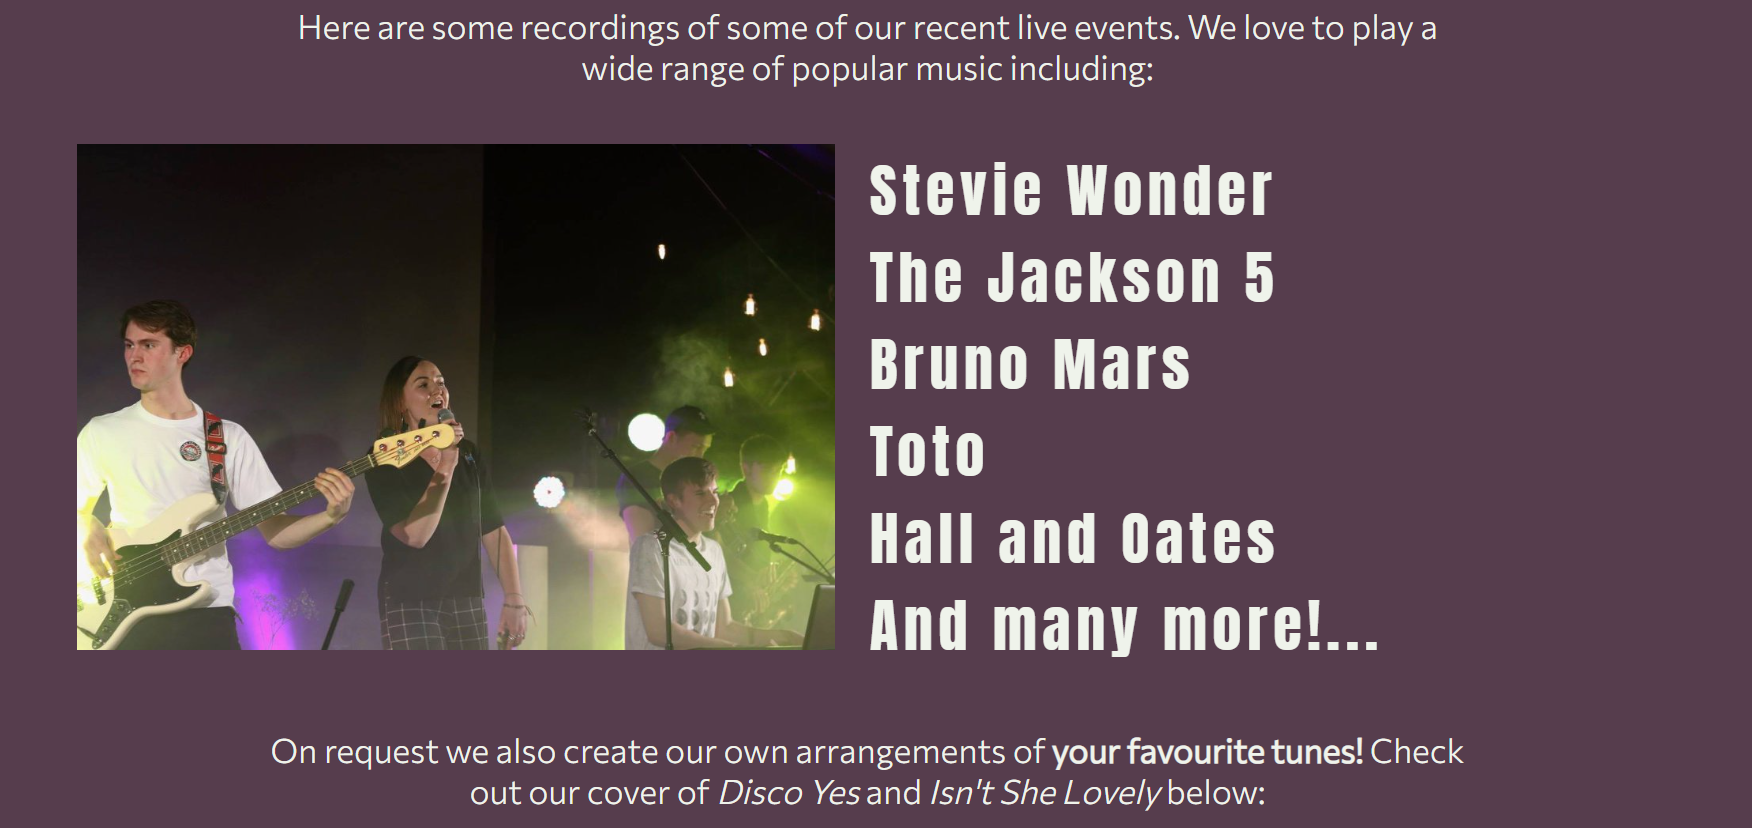 Here are some recordings of some of our recent live events. We love to play a
wide range of popular music including:
Stevie Wonder
The Jackson 5
Bruno Mars
Toto
Hall and Oates
And many more!...
On request we also create our own arrangements of your favourite tunes! Check
out our cover of Disco Yes and Isn't She Lovely below: